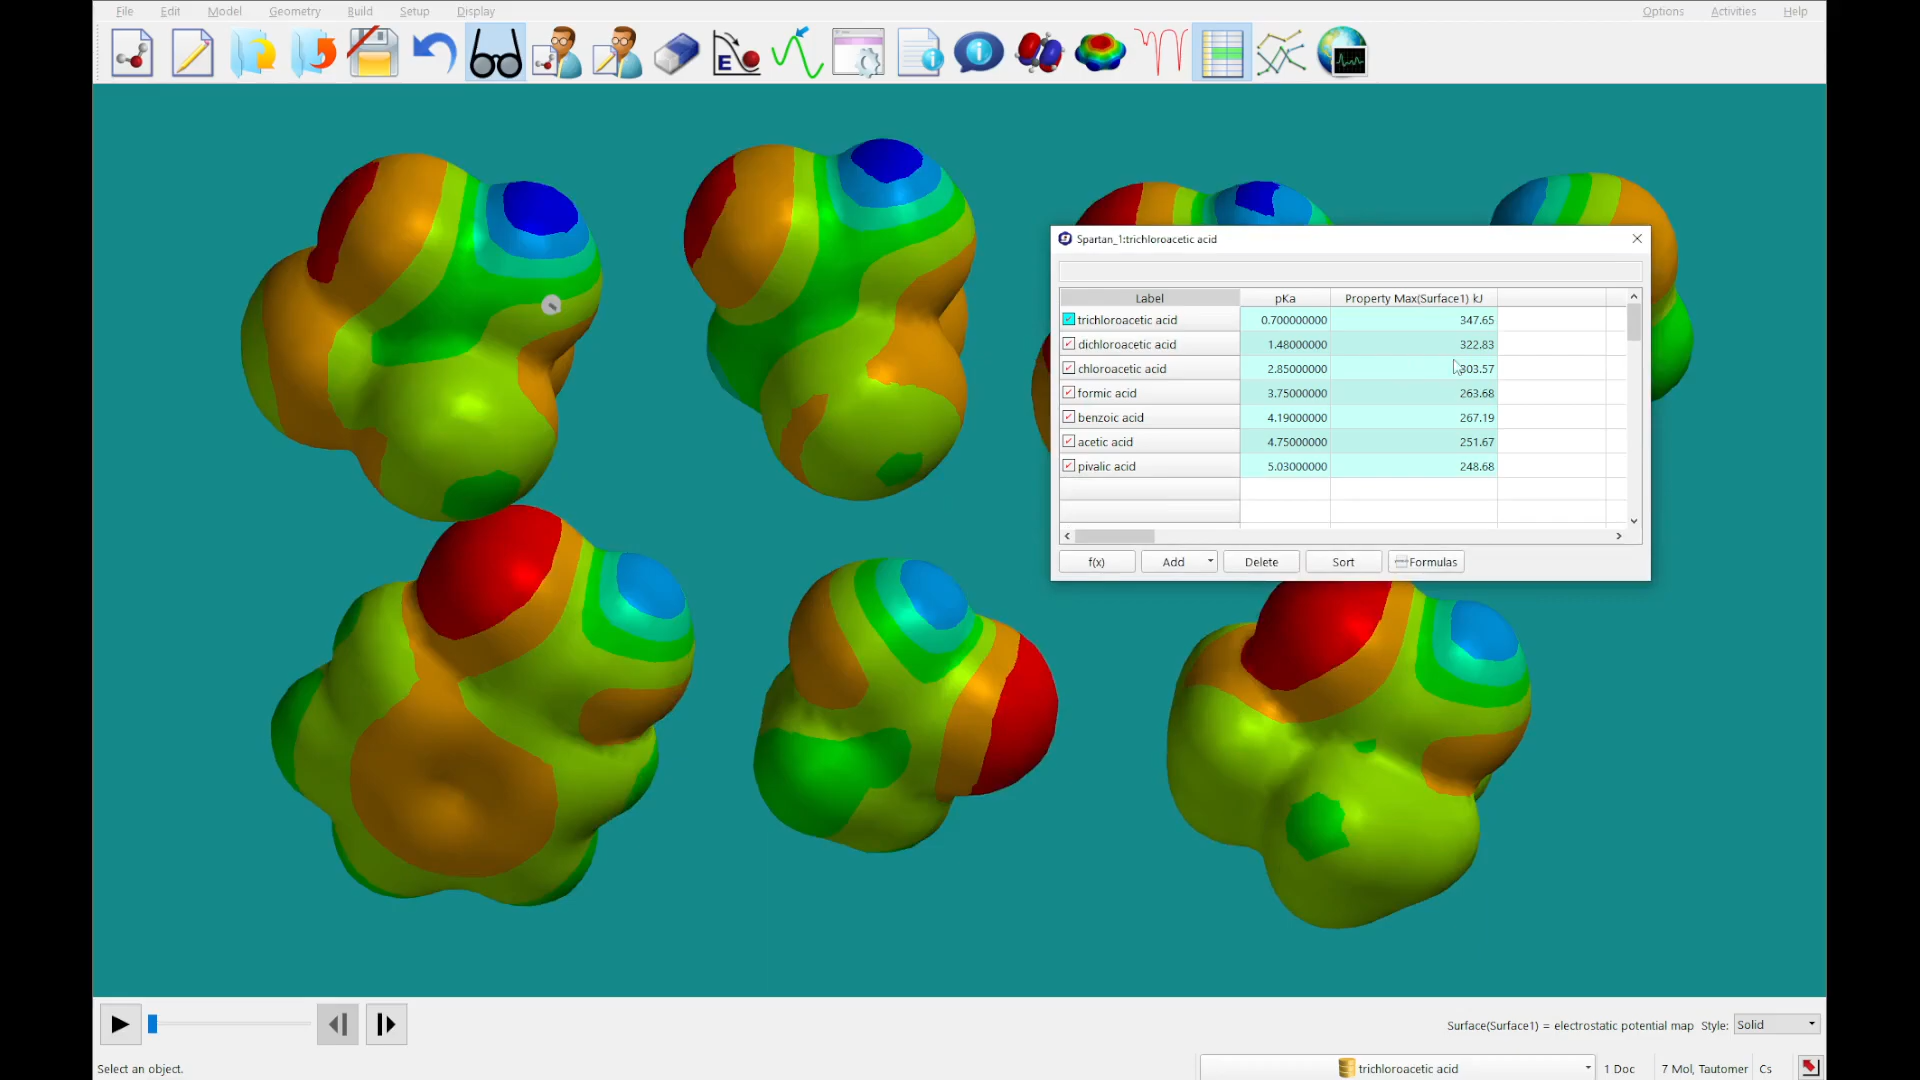 File Edit Model Geometry Build Setup Display Options Activities Help
Spartan_1:trichloroacetic acid
Label pKa Property Max(Surface1) kJ
trichloroacetic acid 0.700000000 347.65
dichloroacetic acid 1.48000000 322.83
chloroacetic acid 2.85000000 303.57
formic acid 3.75000000 263.68
benzoic acid 4.19000000 267.19
acetic acid 4.75000000 251.67
pivalic acid 5.03000000 248.68
f(x) Add Delete Sort Formulas
Surface(Surface1) = electrostatic potential map Style: Solid
Select an object. trichloroacetic acid 1 Doc 7 Mol, Tautomer Cs